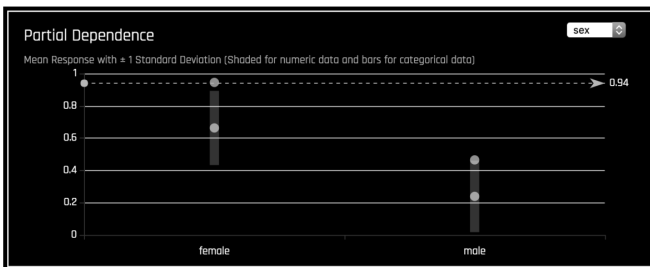 Partial Dependence
sex
Mean Response with ± 1 Standard Deviation (Shaded for numeric data and bars for categorical data)
1
0.94
0.8
0.6
0.4
0.2
0
female
male